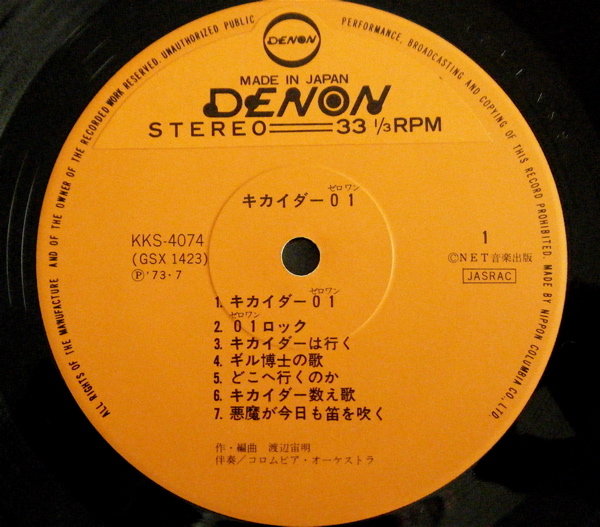 ALL RIGHTS OF THE MANUFACTURE AND OF THE OWNER OF THE RECORDED WORK RESERVED. UNAUTHORIZED PUBLIC PERFORMANCE, BROADCASTING AND COPYING OF THIS RECORD PROHIBITED. MADE BY NIPPON COLUMBIA CO., LTD
DENON
MADE IN JAPAN
DENON
STEREO 33 1/3 RPM
ゼロワン
キカイダー01
KKS-4074
(GSX 1423)
Ⓟ'73・7
1
©NET音楽出版
JASRAC
ゼロワン
1. キカイダー01
ゼロワン
2. 01ロック
3. キカイダーは行く
4. ギル博士の歌
5. どこへ行くのか
6. キカイダー数え歌
7. 悪魔が今日も笛を吹く
作・編曲 渡辺宙明
伴奏/コロムビア・オーケストラ